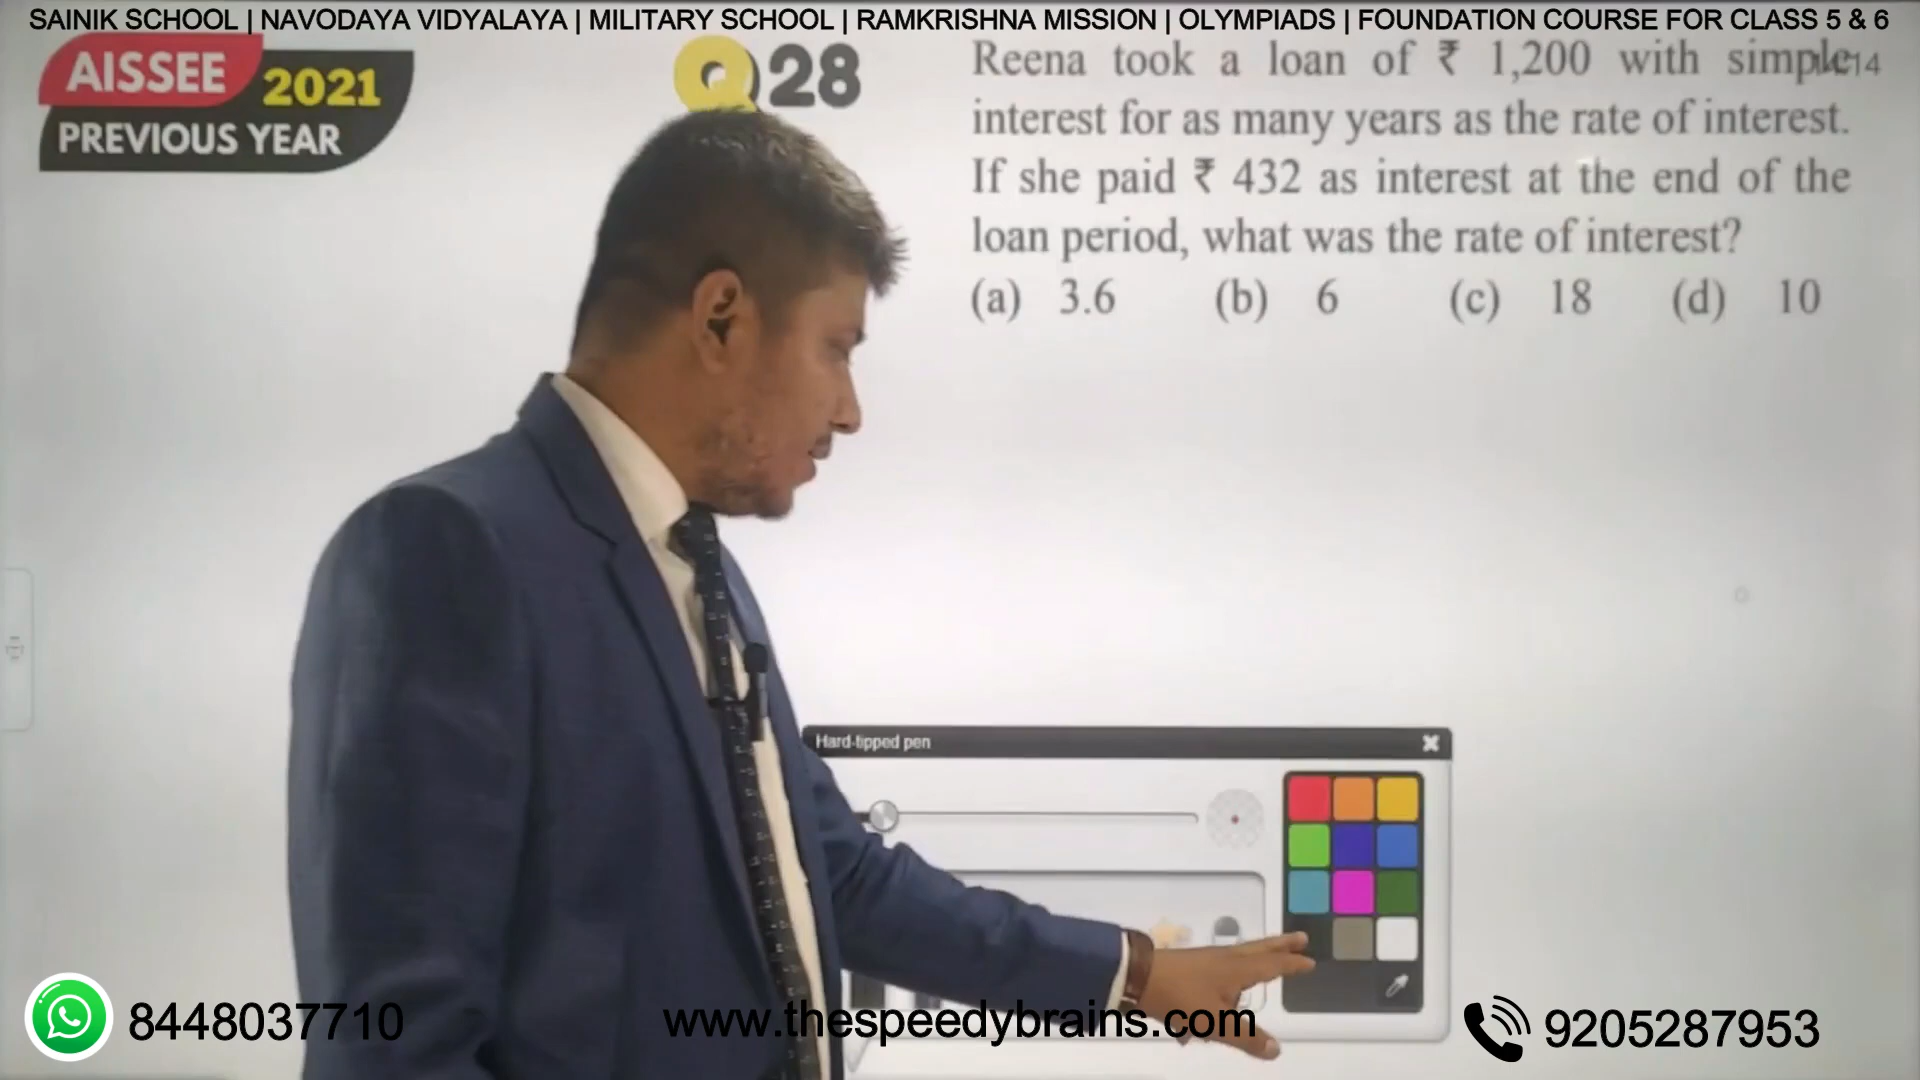 SAINIK SCHOOL | NAVODAYA VIDYALAYA | MILITARY SCHOOL | RAMKRISHNA MISSION | OLYMPIADS | FOUNDATION COURSE FOR CLASS 5 & 6
AISSEE 2021
PREVIOUS YEAR
Q 28
Reena took a loan of ₹ 1,200 with simple
interest for as many years as the rate of interest.
If she paid ₹ 432 as interest at the end of the
loan period, what was the rate of interest?
(a) 3.6 (b) 6 (c) 18 (d) 10
Hard-tipped pen
8448037710
www.thespeedybrains.com
9205287953